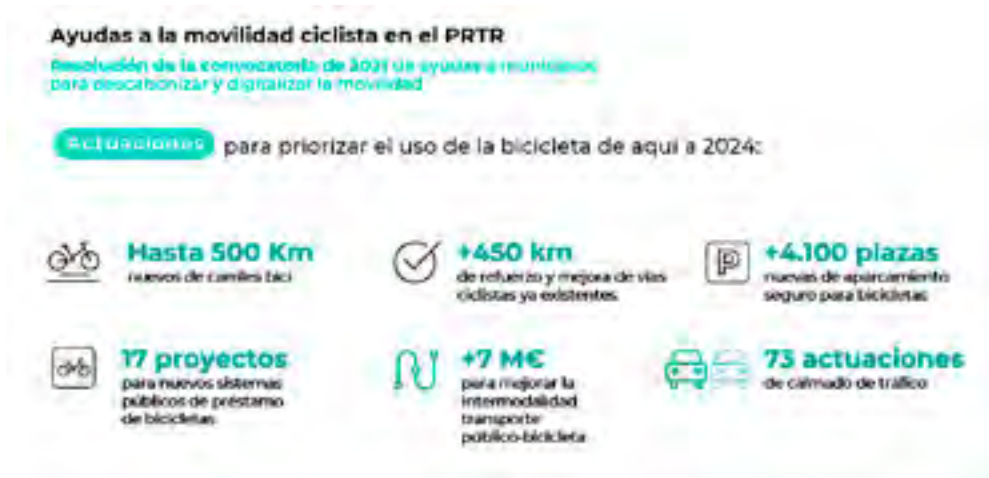 Ayudas a la movilidad ciclista en el PRTR
Resolución de la convocatoria de 2021 de ayudas a municipios
para descarbonizar y digitalizar la movilidad
Actuaciones para priorizar el uso de la bicicleta de aquí a 2024:
Hasta 500 Km
nuevos de carriles bici
+450 km
de refuerzo y mejora de vías
ciclistas ya existentes
P
+4.100 plazas
nuevas de aparcamiento
seguro para bicicletas
17 proyectos
para nuevos sistemas
públicos de préstamo
de bicicletas
+7 M€
para mejorar la
intermodalidad
transporte
público-bicicleta
73 actuaciones
de calmado de tráfico